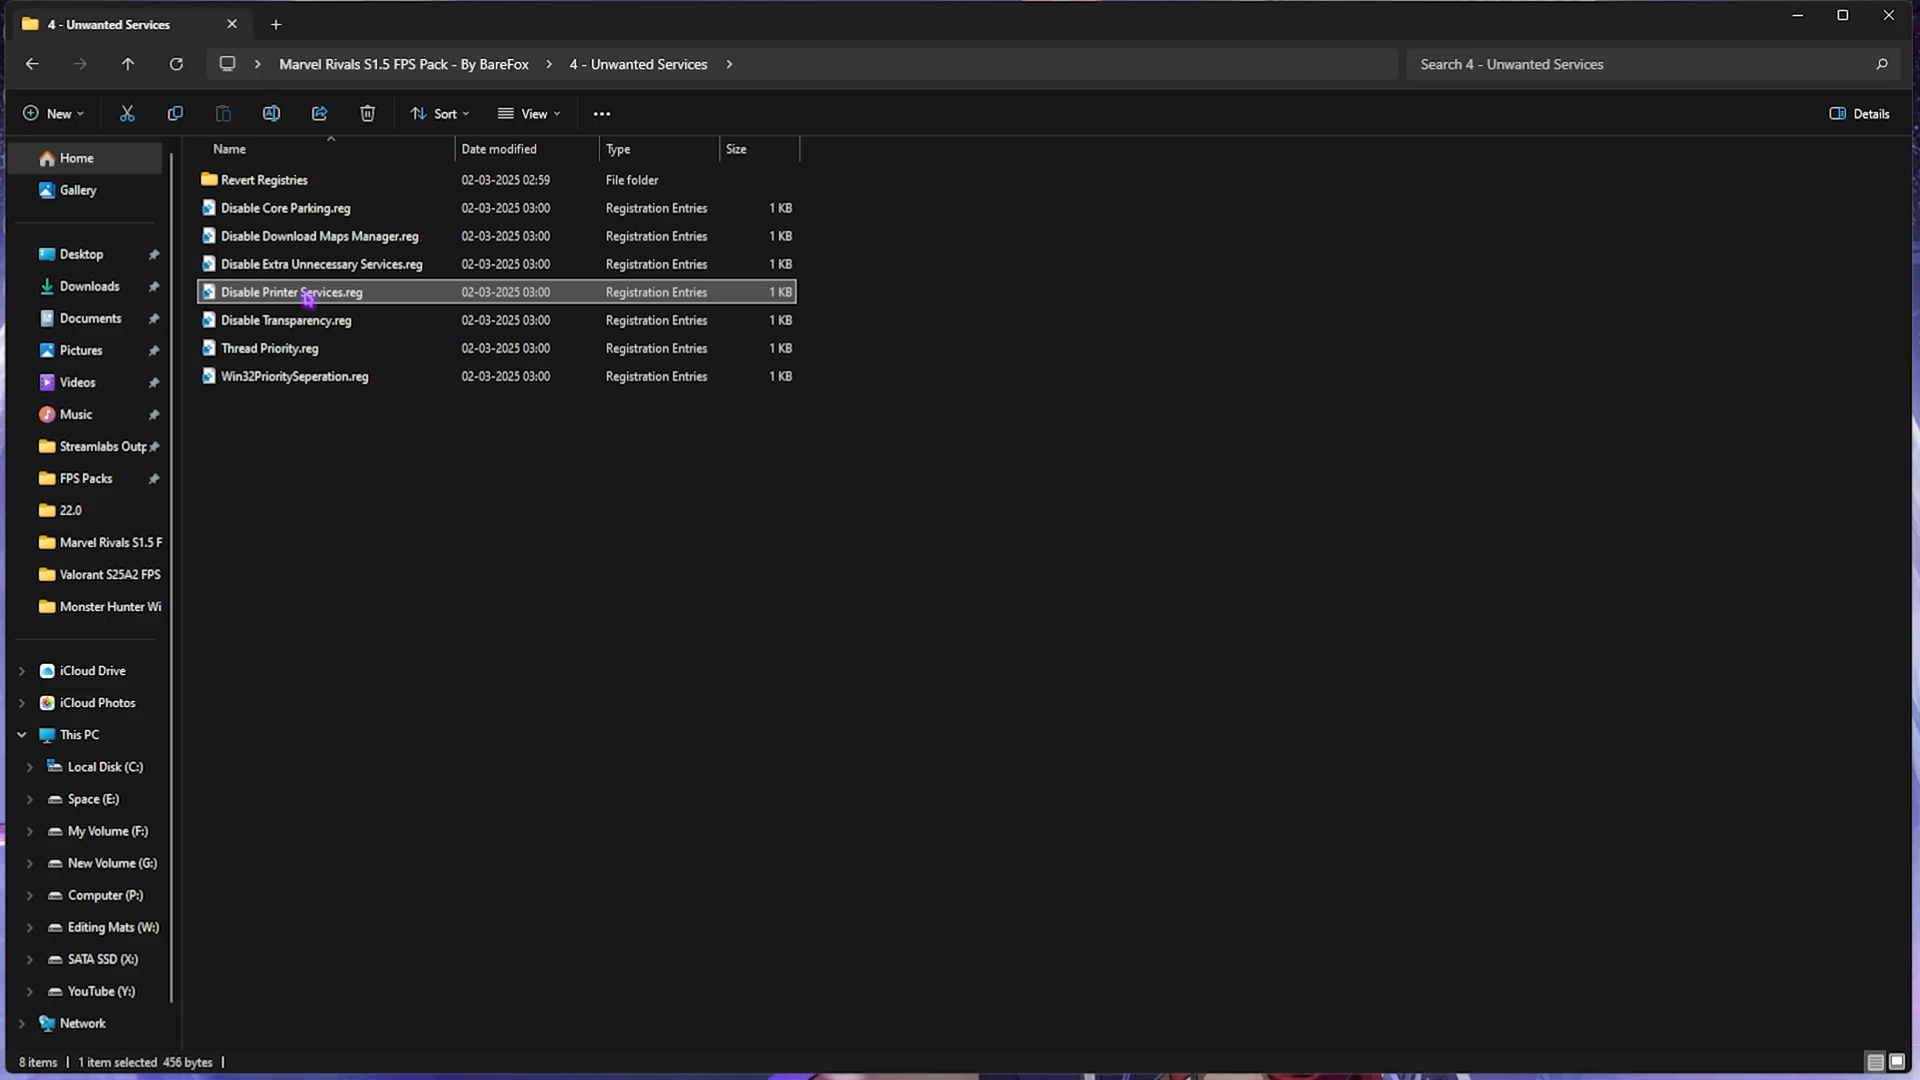 4 - Unwanted Services
Marvel Rivals S1.5 FPS Pack - By BareFox > 4 - Unwanted Services >
Search 4 - Unwanted Services
New
Sort
View
Details
Name Date modified Type Size
Revert Registries 02-03-2025 02:59 File folder
Disable Core Parking.reg 02-03-2025 03:00 Registration Entries 1 KB
Disable Download Maps Manager.reg 02-03-2025 03:00 Registration Entries 1 KB
Disable Extra Unnecessary Services.reg 02-03-2025 03:00 Registration Entries 1 KB
Disable Printer Services.reg 02-03-2025 03:00 Registration Entries 1 KB
Disable Transparency.reg 02-03-2025 03:00 Registration Entries 1 KB
Thread Priority.reg 02-03-2025 03:00 Registration Entries 1 KB
Win32PrioritySeperation.reg 02-03-2025 03:00 Registration Entries 1 KB
Home
Gallery
Desktop
Downloads
Documents
Pictures
Videos
Music
Streamlabs Outp
FPS Packs
22.0
Marvel Rivals S1.5 F
Valorant S25A2 FPS
Monster Hunter Wi
iCloud Drive
iCloud Photos
This PC
Local Disk (C:)
Space (E:)
My Volume (F:)
New Volume (G:)
Computer (P:)
Editing Mats (W:)
SATA SSD (X:)
YouTube (Y:)
Network
8 items | 1 item selected 456 bytes |